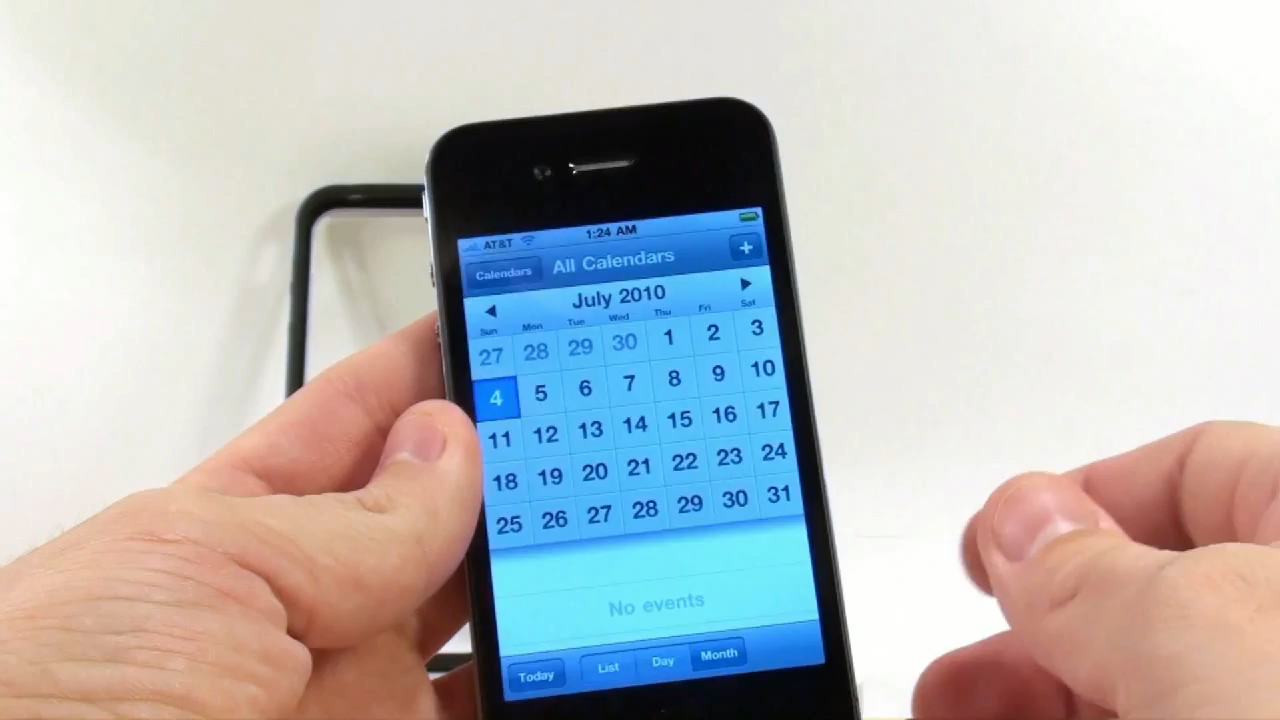 AT&T 1:24 AM
Calendars All Calendars +
July 2010
Sun Mon Tue Wed Thu Fri Sat
27 28 29 30 1 2 3
4 5 6 7 8 9 10
11 12 13 14 15 16 17
18 19 20 21 22 23 24
25 26 27 28 29 30 31
No events
Today List Day Month